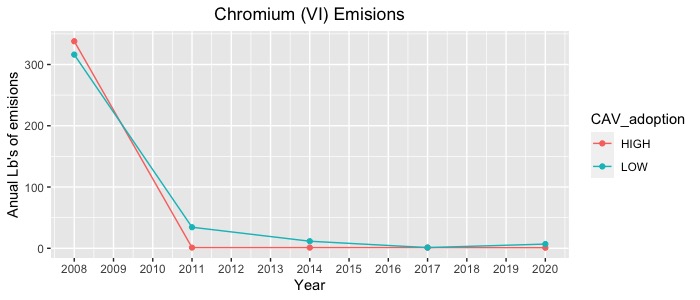 Chromium (VI) Emisions
Anual Lb's of emisions
300
200
100
0
2008 2009 2010 2011 2012 2013 2014 2015 2016 2017 2018 2019 2020
Year
CAV_adoption
HIGH
LOW